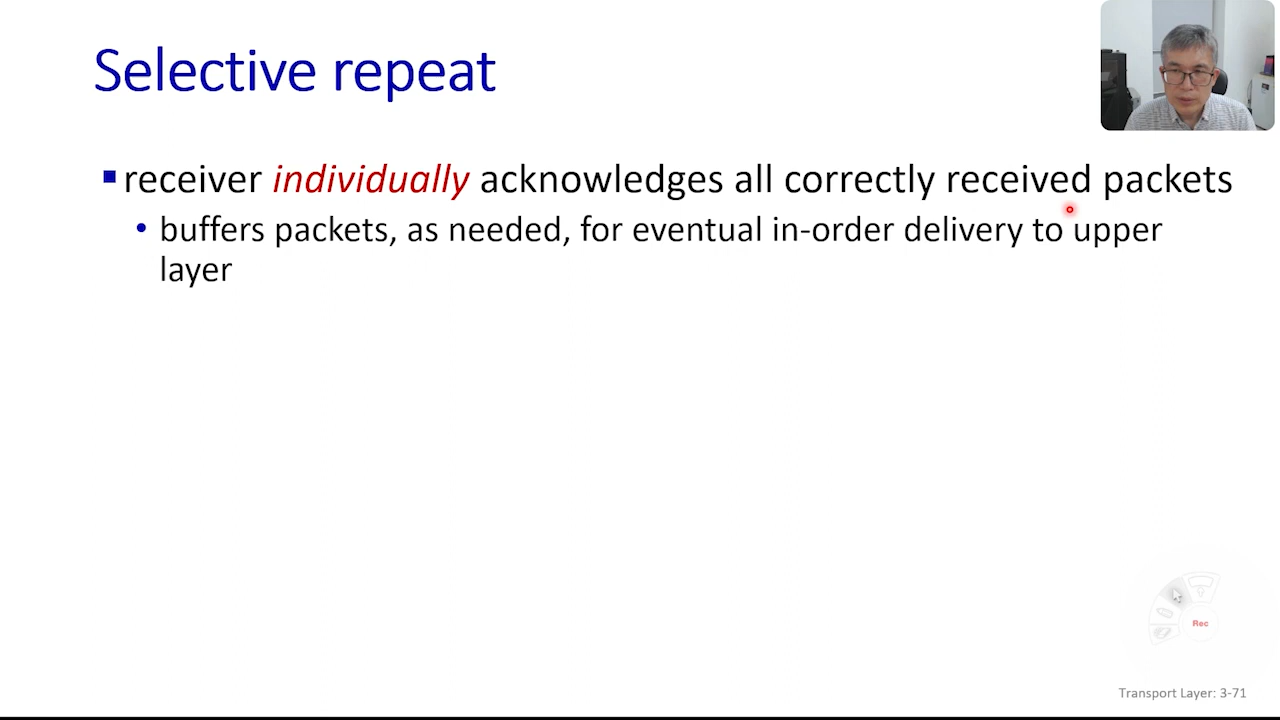 Selective repeat
receiver individually acknowledges all correctly received packets
buffers packets, as needed, for eventual in-order delivery to upper
layer
Rec
Transport Layer: 3-71